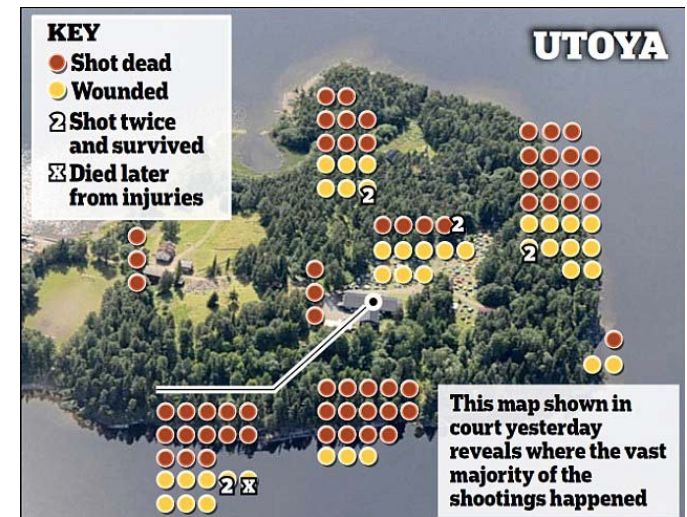 KEY
Shot dead
Wounded
2 Shot twice
and survived
X Died later
from injuries
UTOYA
2
2
2
2 X
This map shown in
court yesterday
reveals where the vast
majority of the
shootings happened